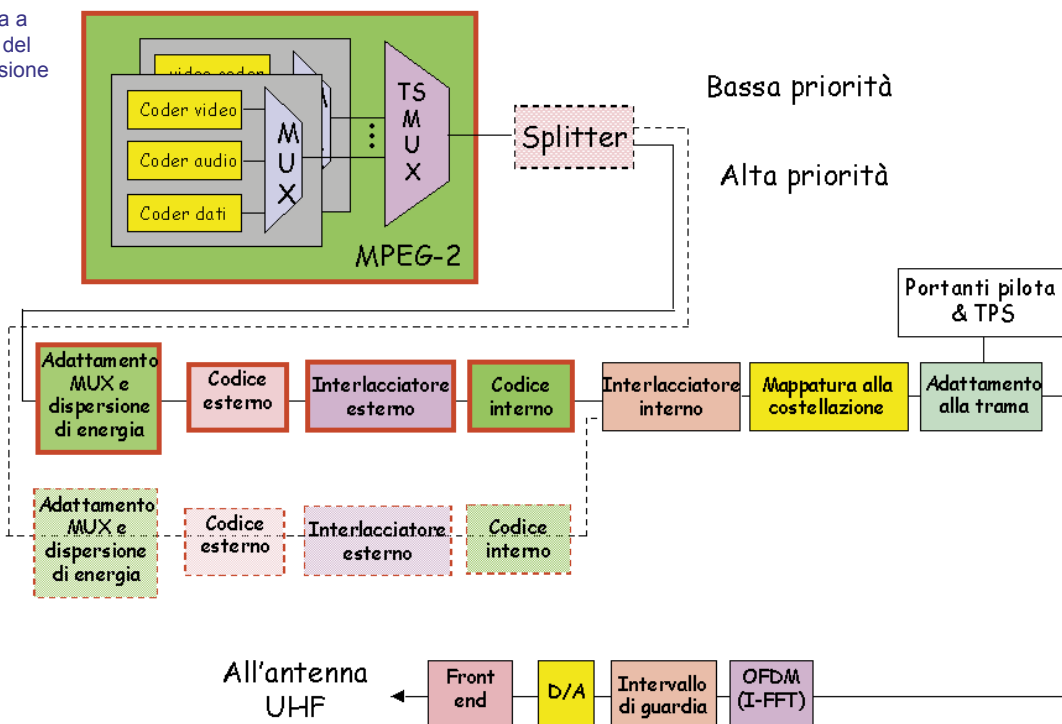 a a
del
sione
video coder
Coder video
Coder audio
Coder dati
M
U
X
TS
M
U
X
MPEG-2
Splitter
Bassa priorità
Alta priorità
Portanti pilota
& TPS
Adattamento
MUX e
dispersione
di energia
Codice
esterno
Interlacciatore
esterno
Codice
interno
Interlacciatore
interno
Mappatura alla
costellazione
Adattamento
alla trama
Adattamento
MUX e
dispersione
di energia
Codice
esterno
Interlacciatore
esterno
Codice
interno
All'antenna
UHF
Front
end
D/A
Intervallo
di guardia
OFDM
(I-FFT)